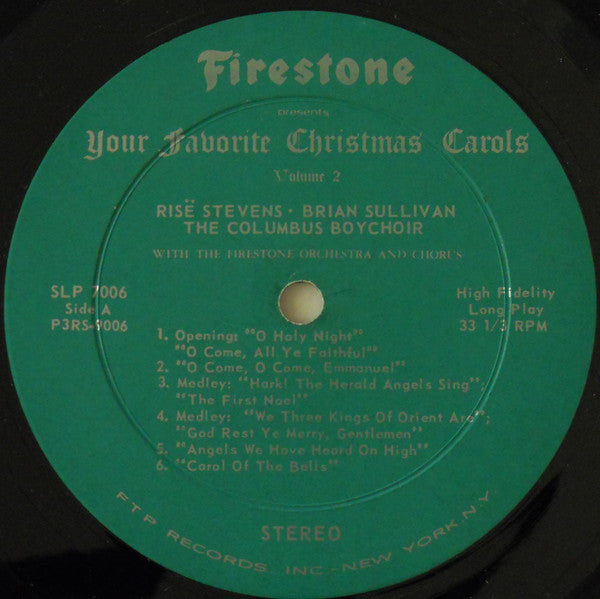 Firestone
presents
Your Favorite Christmas Carols
Volume 2
RISË STEVENS · BRIAN SULLIVAN
THE COLUMBUS BOYCHOIR
WITH THE FIRESTONE ORCHESTRA AND CHORUS
SLP 7006
Side A
P3RS-9006
High Fidelity
Long Play
33 1/3 RPM
1. Opening: "O Holy Night"
"O Come, All Ye Faithful"
2. "O Come, O Come, Emmanuel"
3. Medley: "Hark! The Herald Angels Sing";
"The First Noel"
4. Medley: "We Three Kings Of Orient Are";
"God Rest Ye Merry, Gentlemen"
5. "Angels We Have Heard On High"
6. "Carol Of The Bells"
STEREO
FTP RECORDS, INC.-NEW YORK N.Y.